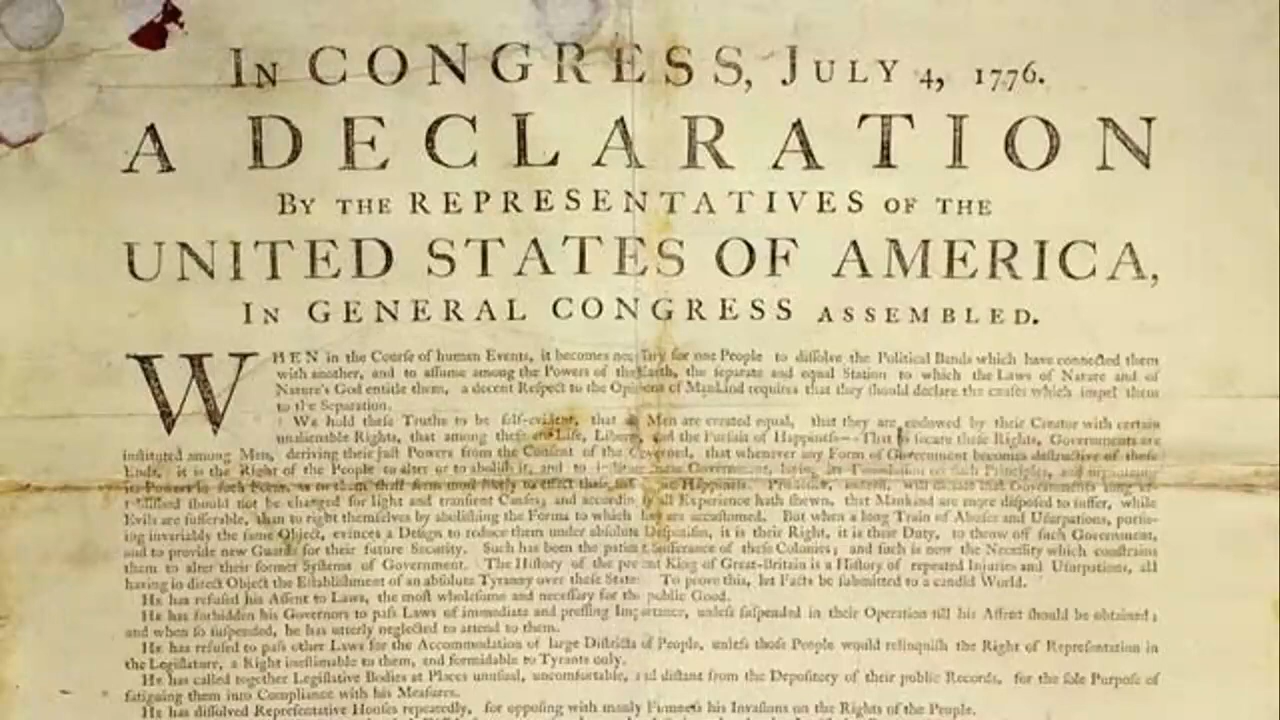 IN CONGRESS, JULY 4, 1776.
A DECLARATION
BY THE REPRESENTATIVES OF THE
UNITED STATES OF AMERICA,
IN GENERAL CONGRESS ASSEMBLED.
WHEN in the Courſe of human Events, it becomes for one People to diſſolve the Political Bands which have connected them
with another, and to aſſume among the Powers of the Earth, the ſeparate and equal Station to which the Laws of Nature and of
Nature's God entitle them, a decent Reſpect to the Opinions of Mankind requires that they ſhould declare the cauſes which impel them
to the Separation.
We hold theſe Truths to be ſelf-evident, that Men are created equal, that they are endowed by their Creator with certain
unalienable Rights, that among theſe are Life, Liberty, and the Purſuit of Happineſs--That to ſecure theſe Rights, Governments are
inſtituted among Men, deriving their juſt Powers from the Conſent of the Governed, that whenever any Form of Government becomes deſtructive of theſe
Ends, it is the Right of the People to alter or to aboliſh it, and to Government, laying its Foundation on ſuch Principles, and organizing
its Powers in ſuch Form, as to them ſhall ſeem moſt likely to effect their Happineſs. Prudence, indeed, will dictate that Governments long
ſhould not be changed for light and tranſient Cauſes; and all Experience hath ſhewn, that Mankind are more diſpoſed to ſuffer, while
Evils are ſufferable, than to right themſelves by aboliſhing the Forms to which are accuſtomed. But when a long Train of Abuſes and Uſurpations, purſu-
ing invariably the ſame Object, evinces a Deſign to reduce them under abſolute Deſpotiſm, it is their Right, it is their Duty, to throw off ſuch Government,
and to provide new Guards for their future Security. Such has been the patient Sufferance of theſe Colonies; and ſuch is now the Neceſſity which conſtrains
them to alter their former Syſtems of Government. The Hiſtory of the preſent King of Great-Britain is a Hiſtory of repeated Injuries and Uſurpations, all
having in direct Object the Eſtabliſhment of an abſolute Tyranny over theſe States. To prove this, let Facts be ſubmitted to a candid World.
He has refuſed his Aſſent to Laws, the moſt wholeſome and neceſſary for the public Good.
He has forbidden his Governors to paſs Laws of immediate and preſſing Importance, unleſs ſuſpended in their Operation till his Aſſent ſhould be obtained;
and when ſo ſuſpended, he has utterly neglected to attend to them.
He has refuſed to paſs other Laws for the Accommodation of large Diſtricts of People, unleſs thoſe People would relinquiſh the Right of Repreſentation in
the Legiſlature, a Right ineſtimable to them, and formidable to Tyrants only.
He has called together Legiſlative Bodies at Places unuſual, uncomfortable, and diſtant from the Depoſitory of their public Records, for the ſole Purpoſe of
fatiguing them into Compliance with his Meaſures.
He has diſſolved Repreſentative Houſes repeatedly, for oppoſing with manly Firmneſs his Invaſions on the Rights of the People.